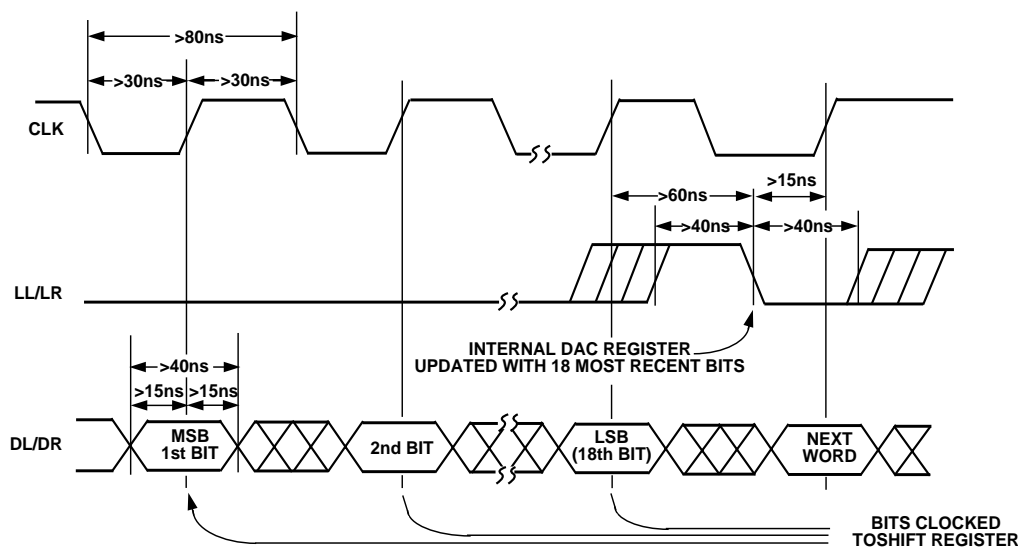 >80ns
>30ns
>30ns
CLK
>60ns
>15ns
>40ns
>40ns
LL/LR
INTERNAL DAC REGISTER
UPDATED WITH 18 MOST RECENT BITS
>40ns
>15ns
>15ns
DL/DR
MSB
1st BIT
2nd BIT
LSB
(18th BIT)
NEXT
WORD
BITS CLOCKED
TOSHIFT REGISTER